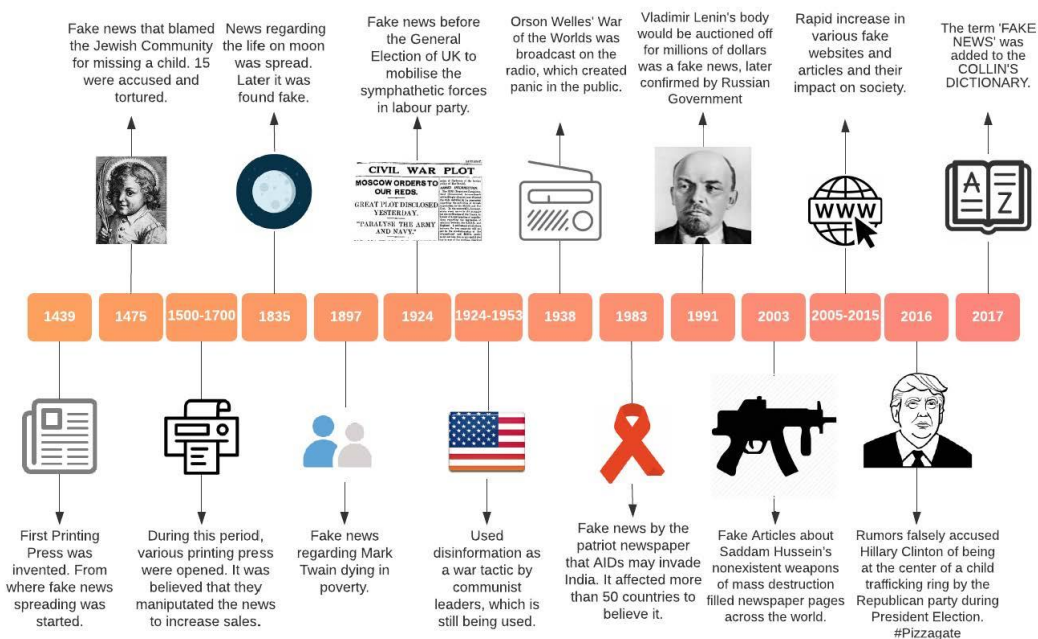 Fake news that blamed
the Jewish Community
for missing a child. 15
were accused and
tortured.
News regarding
the life on moon
was spread.
Later it was
found fake.
Fake news before
the General
Election of UK to
mobilise the
symphathetic forces
in labour party.
Orson Welles' War
of the Worlds was
broadcast on the
radio, which created
panic in the public.
Vladimir Lenin's body
would be auctioned off
for millions of dollars
was a fake news, later
confirmed by Russian
Government
Rapid increase in
various fake
websites and
articles and their
impact on society.
The term 'FAKE
NEWS' was
added to the
COLLIN'S
DICTIONARY.
CIVIL WAR PLOT
MOSCOW ORDERS TO
OUR REDS.
GREAT PLOT DISCLOSED
YESTERDAY.
"PARALYSE THE ARMY
AND NAVY."
WWW
A
Z
1439
1475
1500-1700
1835
1897
1924
1924-1953
1938
1983
1991
2003
2005-2015
2016
2017
First Printing
Press was
invented. From
where fake news
spreading was
started.
During this period,
various printing press
were opened. It was
believed that they
maniputated the news
to increase sales.
Fake news
regarding Mark
Twain dying in
poverty.
Used
disinformation as
a war tactic by
communist
leaders, which is
still being used.
Fake news by the
patriot newspaper
that AIDs may invade
India. It affected more
than 50 countries to
believe it.
Fake Articles about
Saddam Hussein's
nonexistent weapons
of mass destruction
filled newspaper pages
across the world.
Rumors falsely accused
Hillary Clinton of being
at the center of a child
trafficking ring by the
Republican party during
President Election.
#Pizzagate